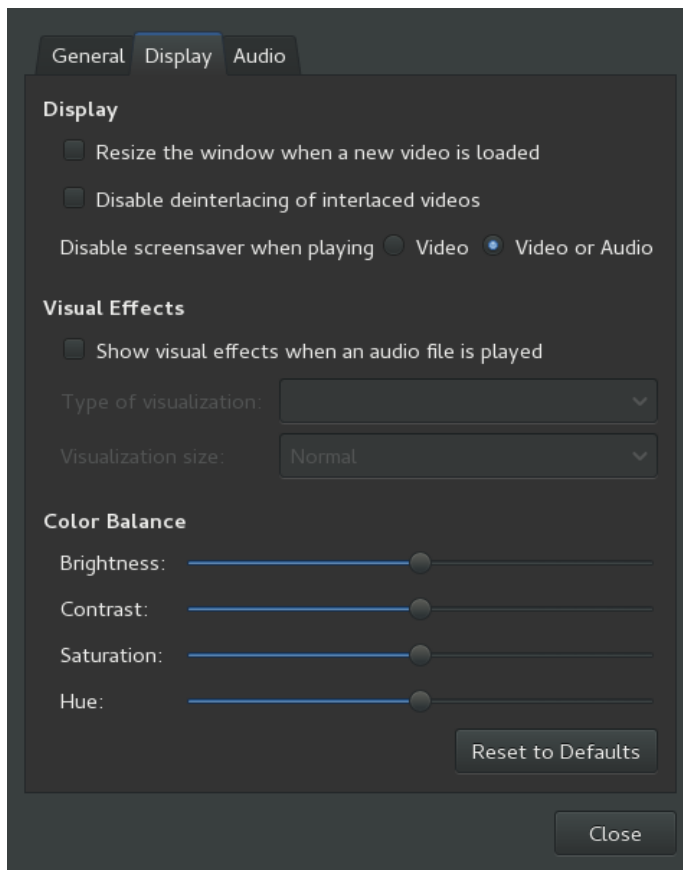 General Display Audio
Display
Resize the window when a new video is loaded
Disable deinterlacing of interlaced videos
Disable screensaver when playing Video Video or Audio
Visual Effects
Show visual effects when an audio file is played
Type of visualization:
Visualization size: Normal
Color Balance
Brightness:
Contrast:
Saturation:
Hue:
Reset to Defaults
Close